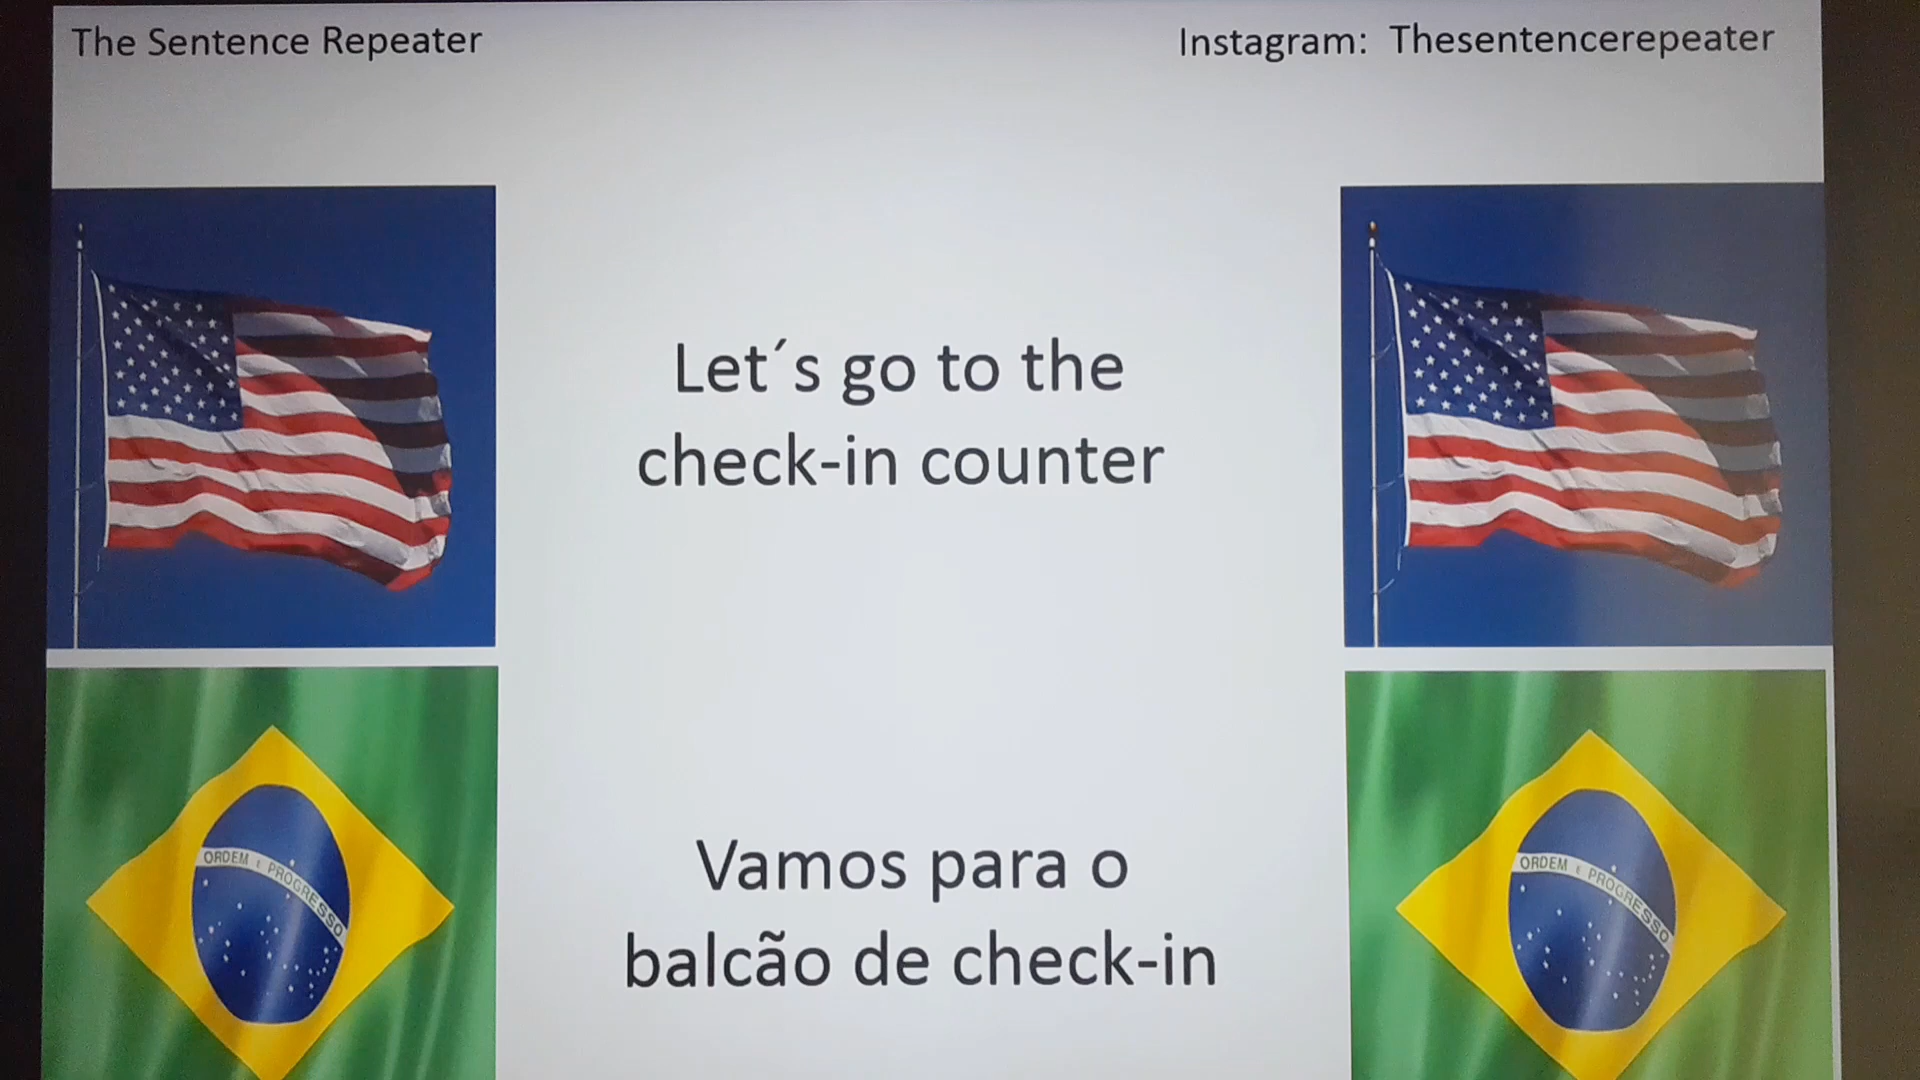 The Sentence Repeater
Instagram: Thesentencerepeater
Let´s go to the
check-in counter
Vamos para o
balcão de check-in
ORDEM E PROGRESSO
ORDEM E PROGRESSO